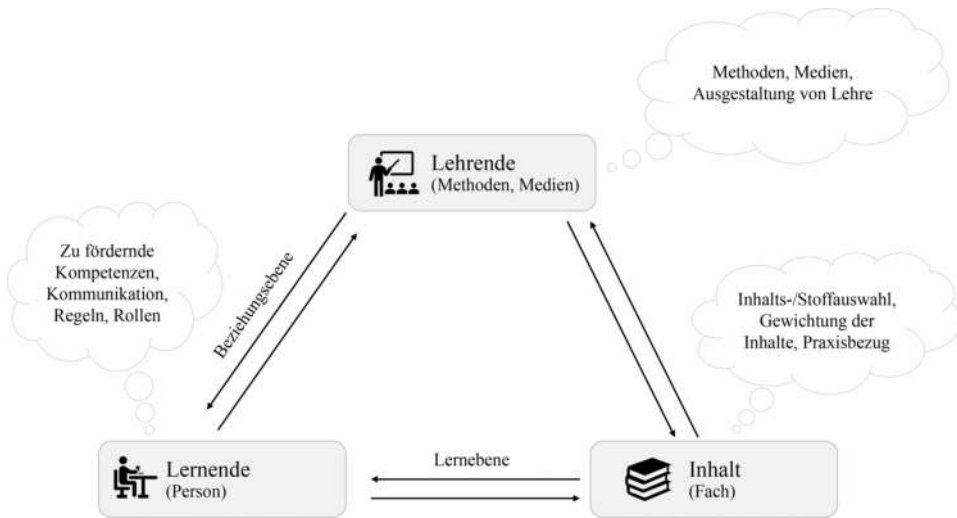 Methoden, Medien,
Ausgestaltung von Lehre
Lehrende
(Methoden, Medien)
Zu fördernde
Kompetenzen,
Kommunikation,
Regeln, Rollen
Beziehungsebene
Inhalts-/Stoffauswahl,
Gewichtung der
Inhalte, Praxisbezug
Lernende
(Person)
Lernebene
Inhalt
(Fach)